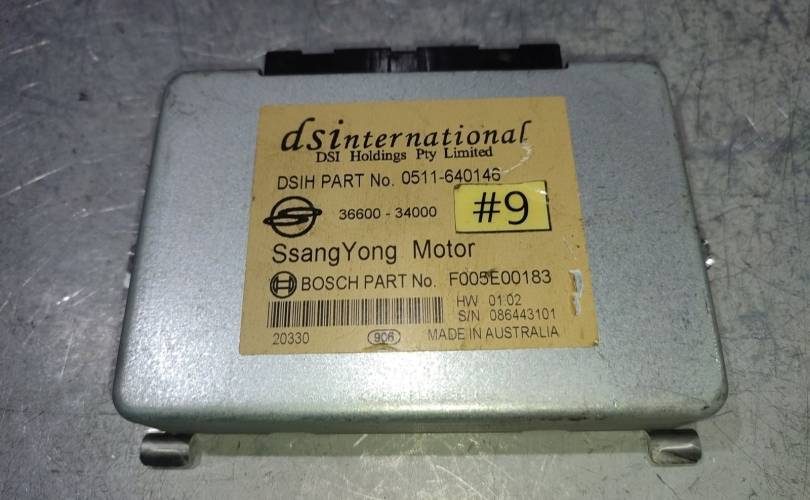 dsinternational
DSI Holdings Pty Limited
DSIH PART No. 0511-640146
36600 - 34000
#9
SsangYong Motor
BOSCH PART No. F005E00183
HW 01.02
S/N 086443101
20330 906 MADE IN AUSTRALIA